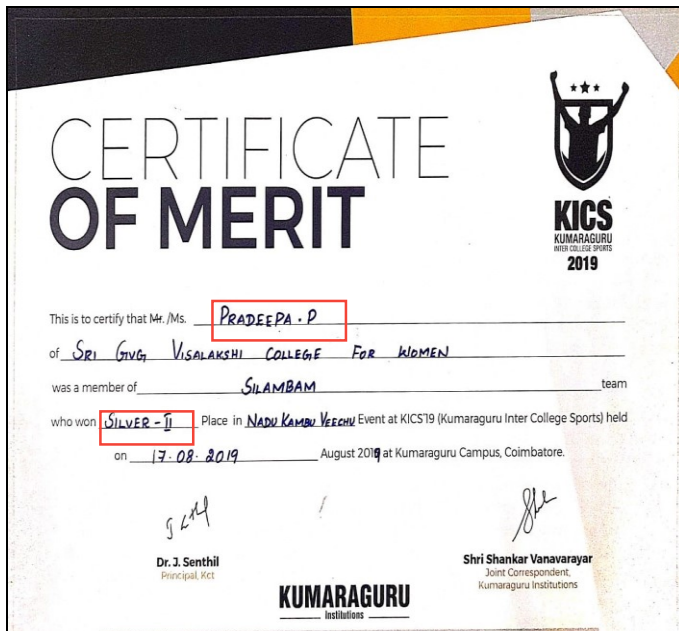 CERTIFICATE
OF MERIT
KICS
KUMARAGURU
INTER COLLEGE SPORTS
2019
This is to certify that Mr. /Ms. PRADEEPA . P
of SRI GVG VISALAKSHI COLLEGE FOR WOMEN
was a member of SILAMBAM team
who won SILVER - II Place in NADU KAMBU VEECHU Event at KICS'19 (Kumaraguru Inter College Sports) held
on 17.08.2019 August 2019 at Kumaraguru Campus, Coimbatore.
Dr. J. Senthil
Principal, Kct
Shri Shankar Vanavarayar
Joint Correspondent,
Kumaraguru Institutions
KUMARAGURU
Institutions